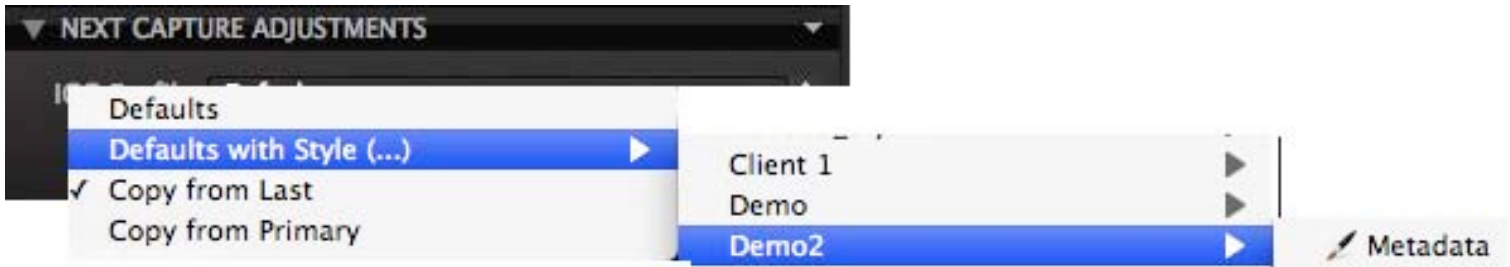 NEXT CAPTURE ADJUSTMENTS
Defaults
Defaults with Style (...)
✓ Copy from Last
Copy from Primary
Client 1
Demo
Demo2
Metadata